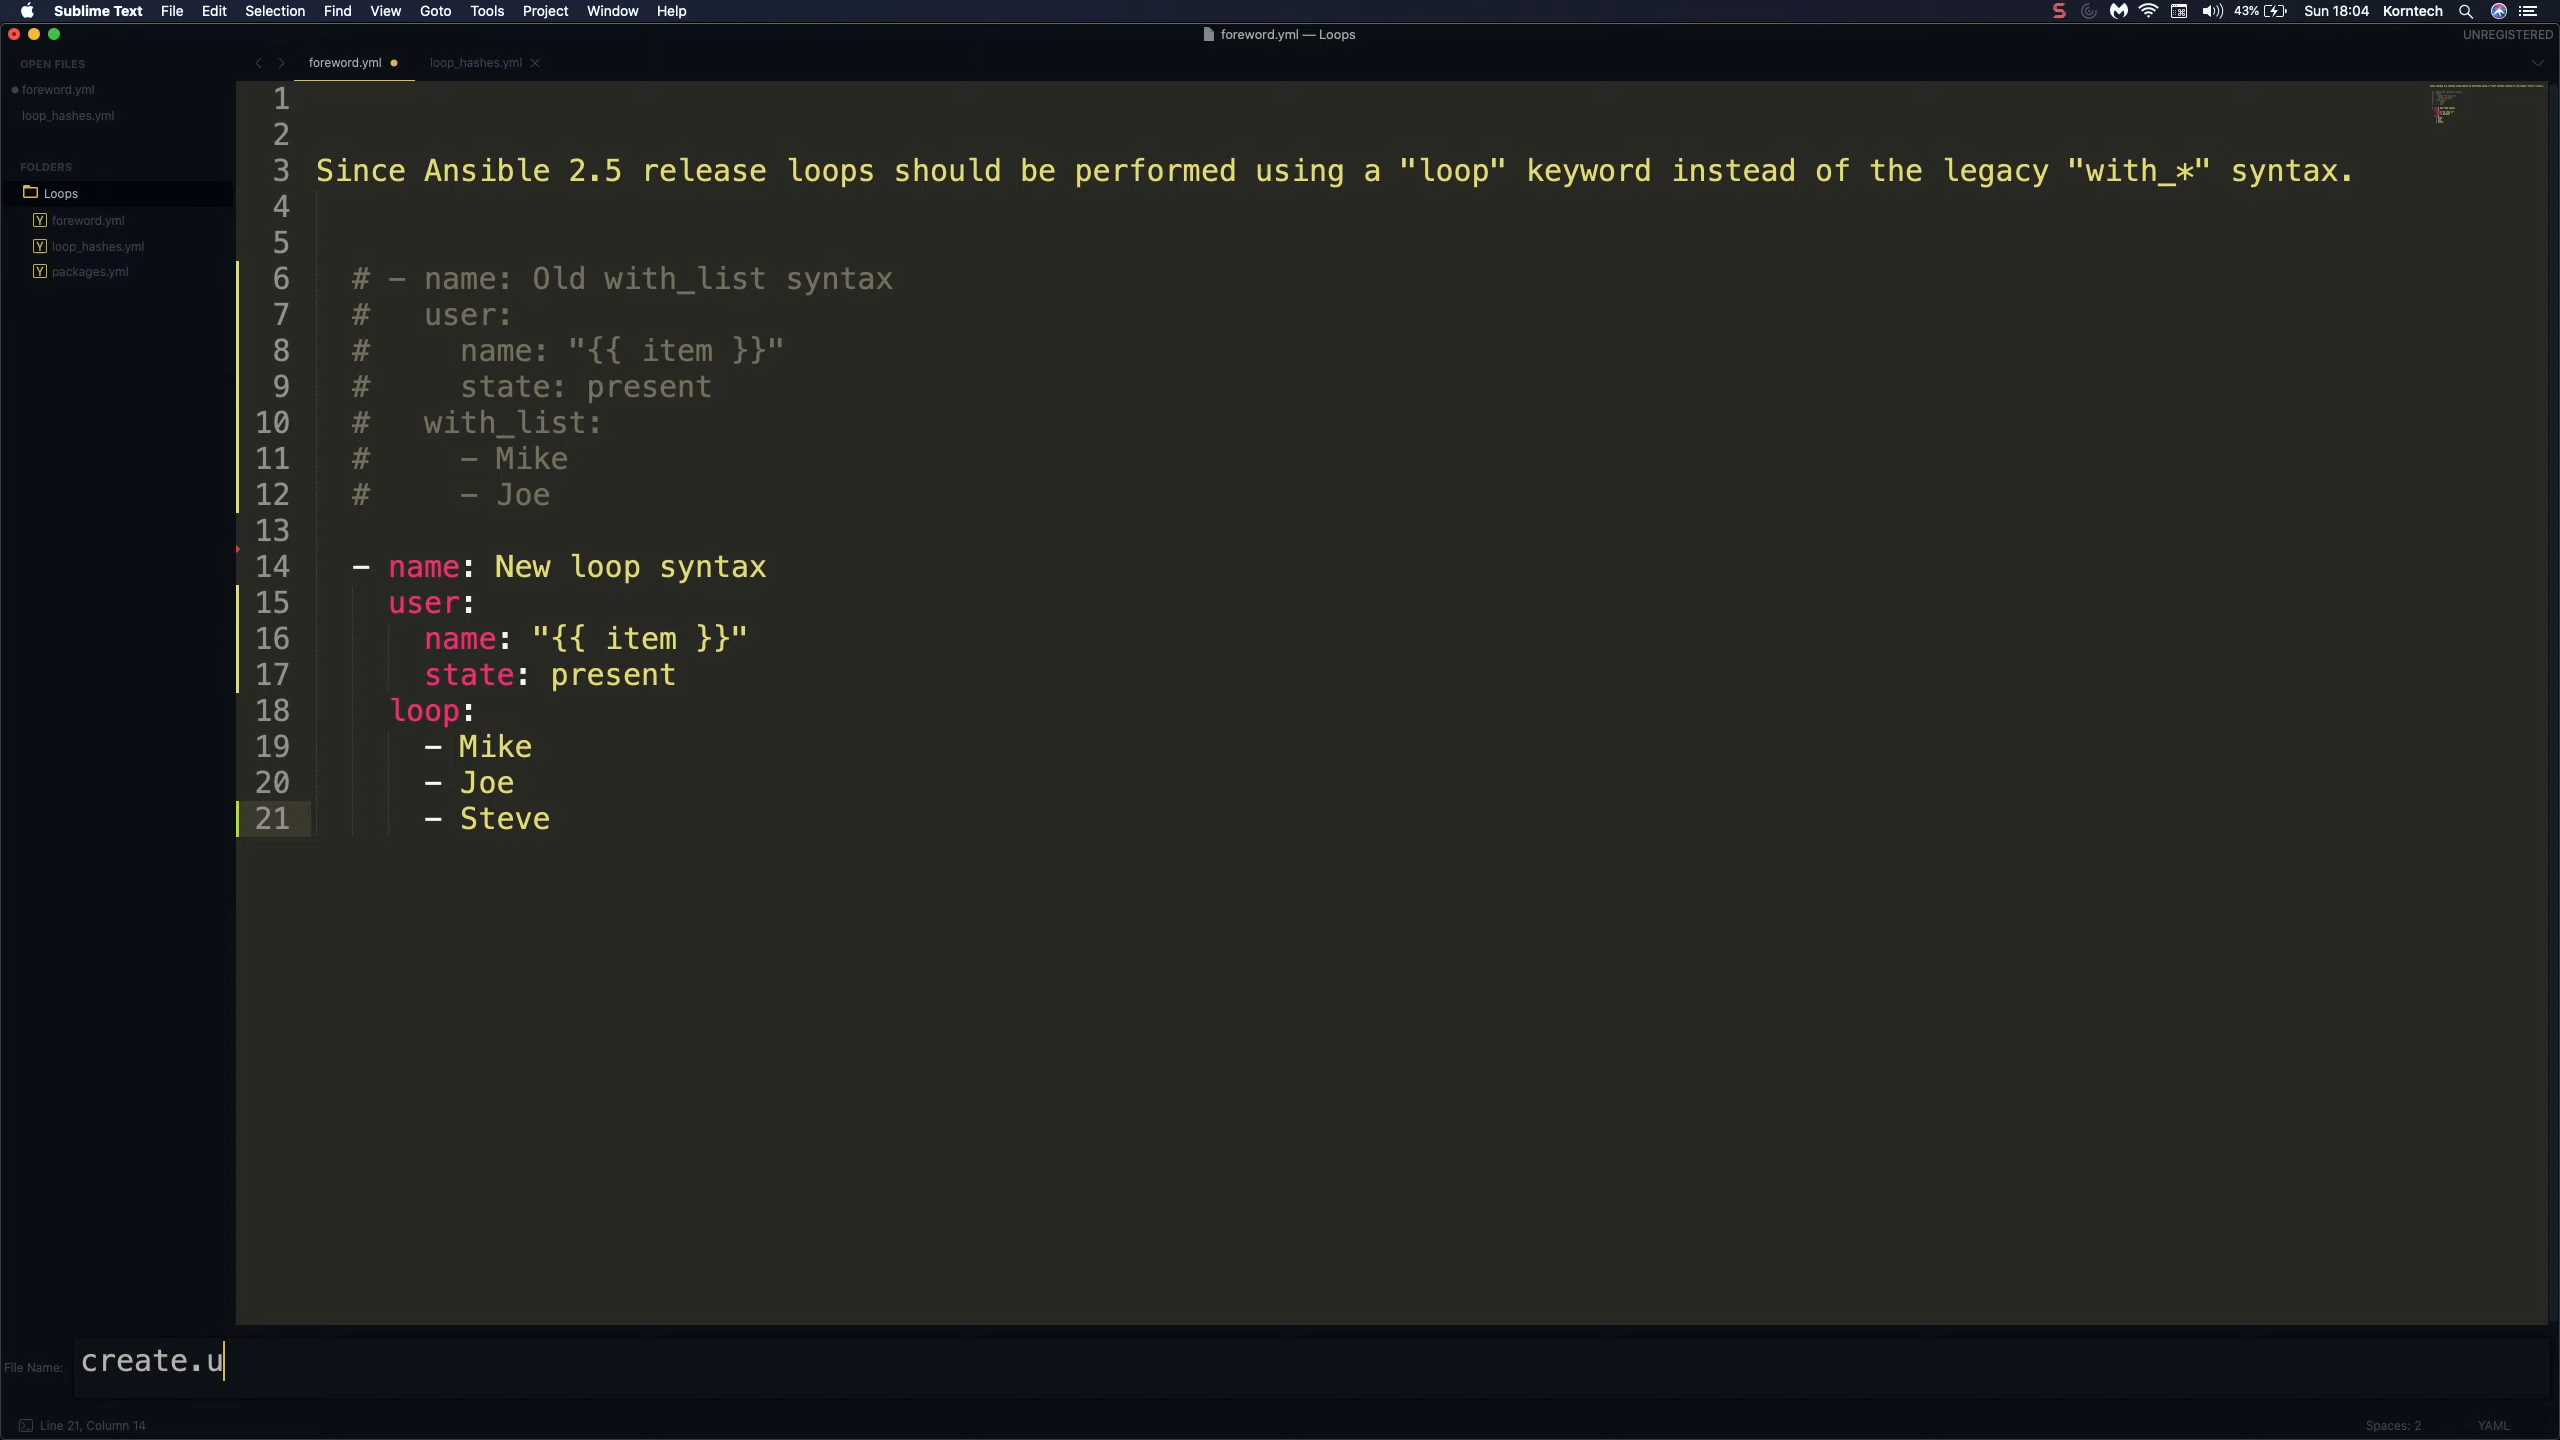 Sublime Text File Edit Selection Find View Goto Tools Project Window Help 43% Sun 18:04 Korntech
foreword.yml — Loops UNREGISTERED
OPEN FILES
foreword.yml
loop_hashes.yml
FOLDERS
Loops
foreword.yml
loop_hashes.yml
packages.yml
foreword.yml loop_hashes.yml
1
2
3 Since Ansible 2.5 release loops should be performed using a "loop" keyword instead of the legacy "with_*" syntax.
4
5
6 # - name: Old with_list syntax
7 # user:
8 # name: "{{ item }}"
9 # state: present
10 # with_list:
11 # - Mike
12 # - Joe
13
14 - name: New loop syntax
15 user:
16 name: "{{ item }}"
17 state: present
18 loop:
19 - Mike
20 - Joe
21 - Steve
File Name: create.u
Line 21, Column 14 Spaces: 2 YAML